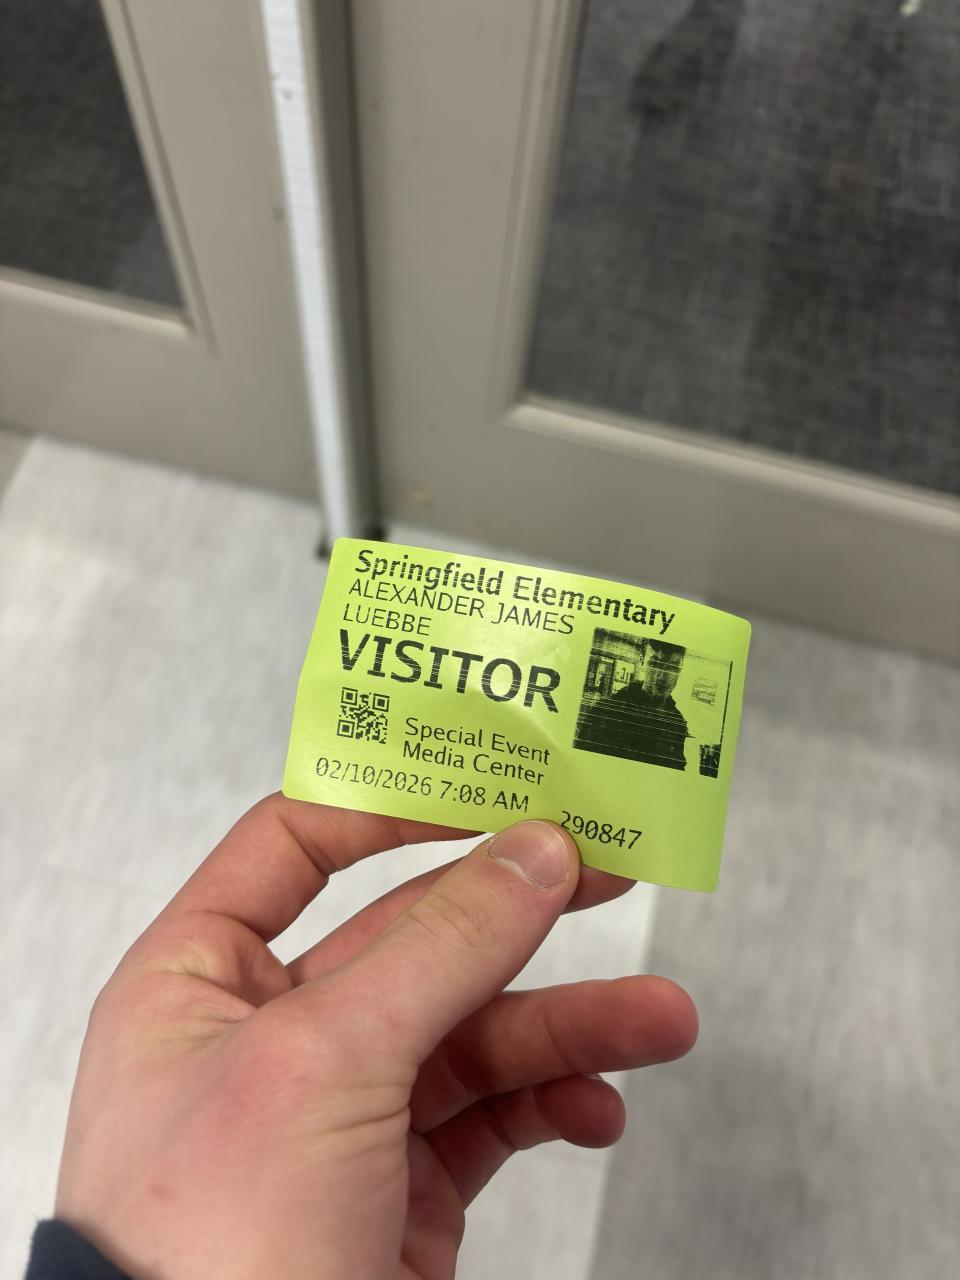 Springfield Elementary
ALEXANDER JAMES
LUEBBE
VISITOR
Special Event
Media Center
02/10/2026 7:08 AM
290847